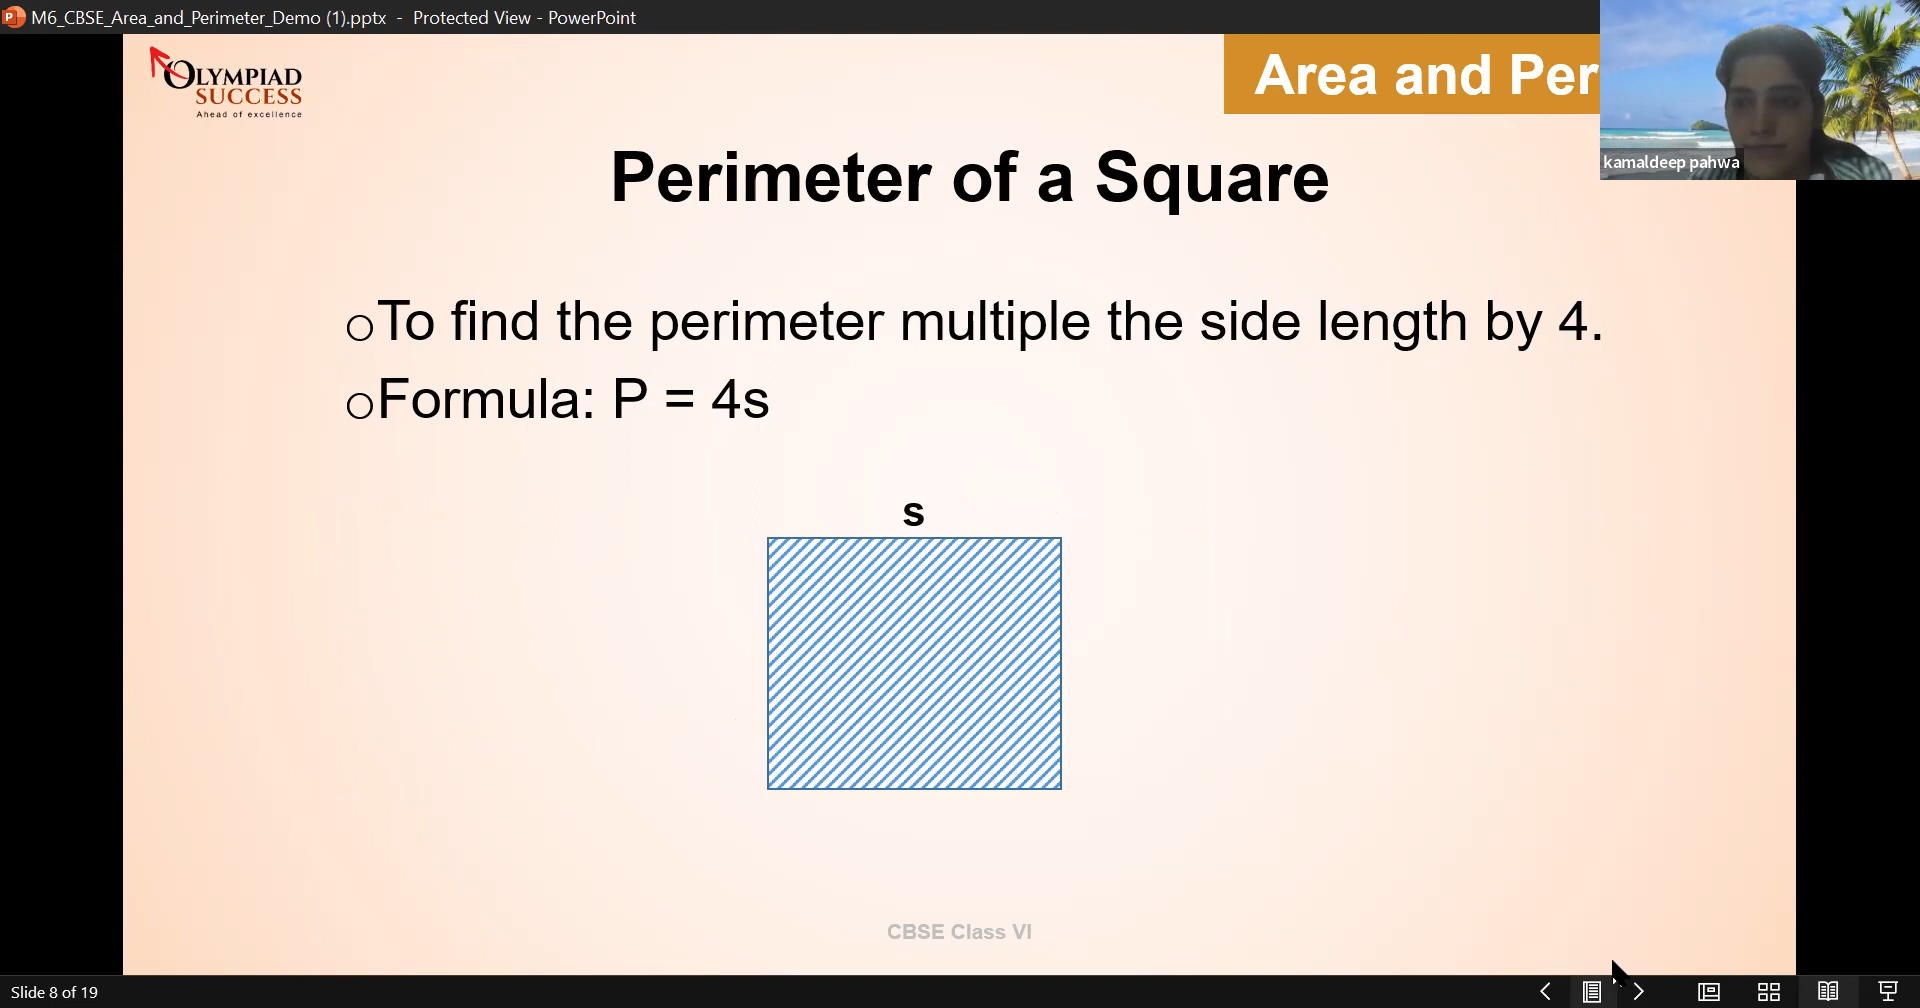 M6_CBSE_Area_and_Perimeter_Demo (1).pptx - Protected View - PowerPoint
OLYMPIAD
SUCCESS
Ahead of excellence
Area and Per
kamaldeep pahwa
Perimeter of a Square
To find the perimeter multiple the side length by 4.
Formula: P = 4s
s
CBSE Class VI
Slide 8 of 19